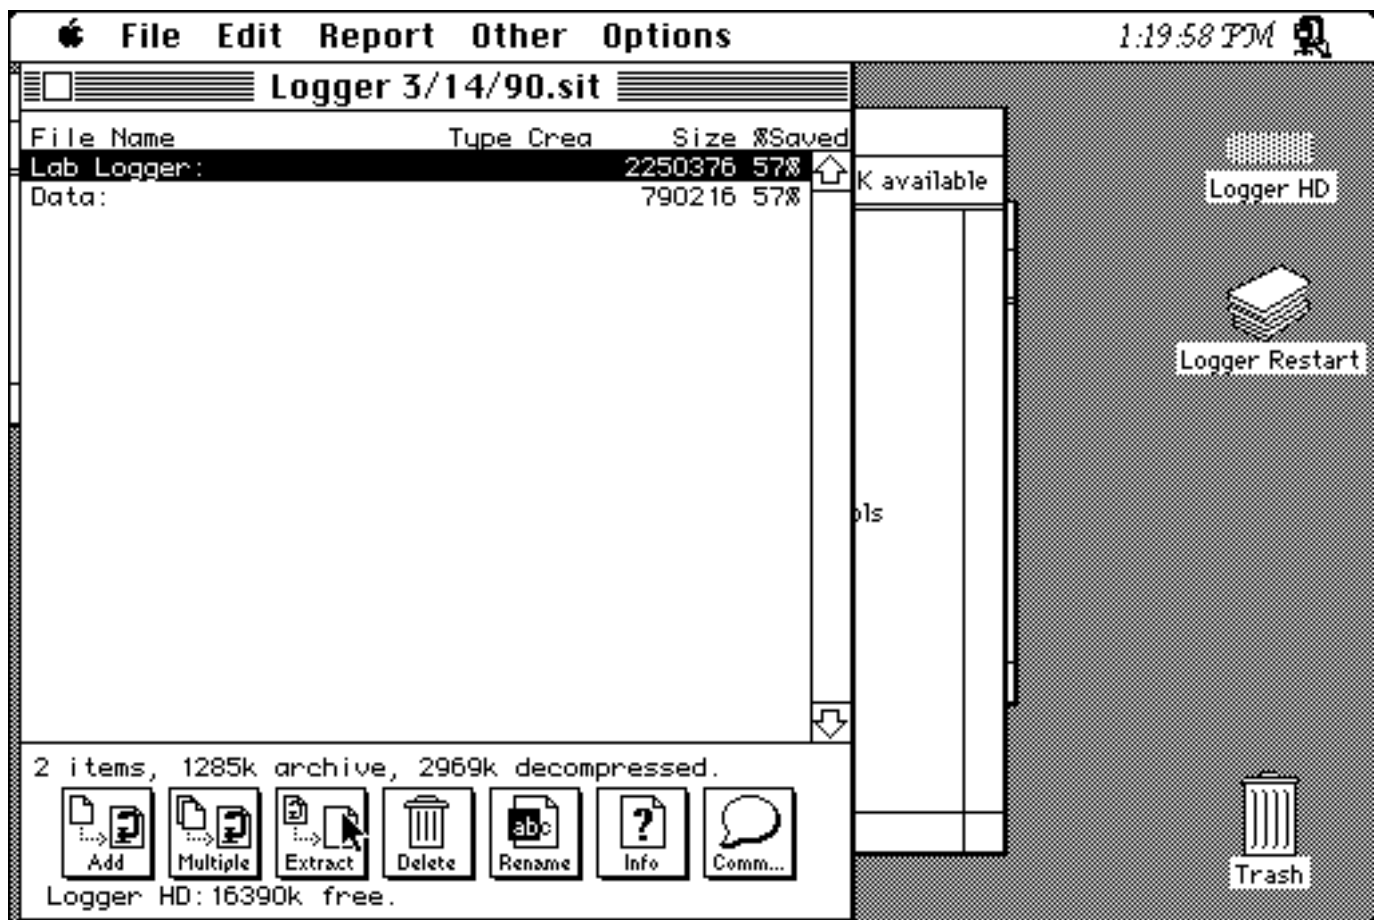 File Edit Report Other Options 1:19:58 PM
Logger 3/14/90.sit
File Name Type Crea Size %Saved
Lab Logger: 2250376 57%
Data: 790216 57%
K available
Logger HD
Logger Restart
ols
2 items, 1285k archive, 2969k decompressed.
Add Multiple Extract Delete abc Rename ? Info Comm...
Logger HD: 16390k free.
Trash